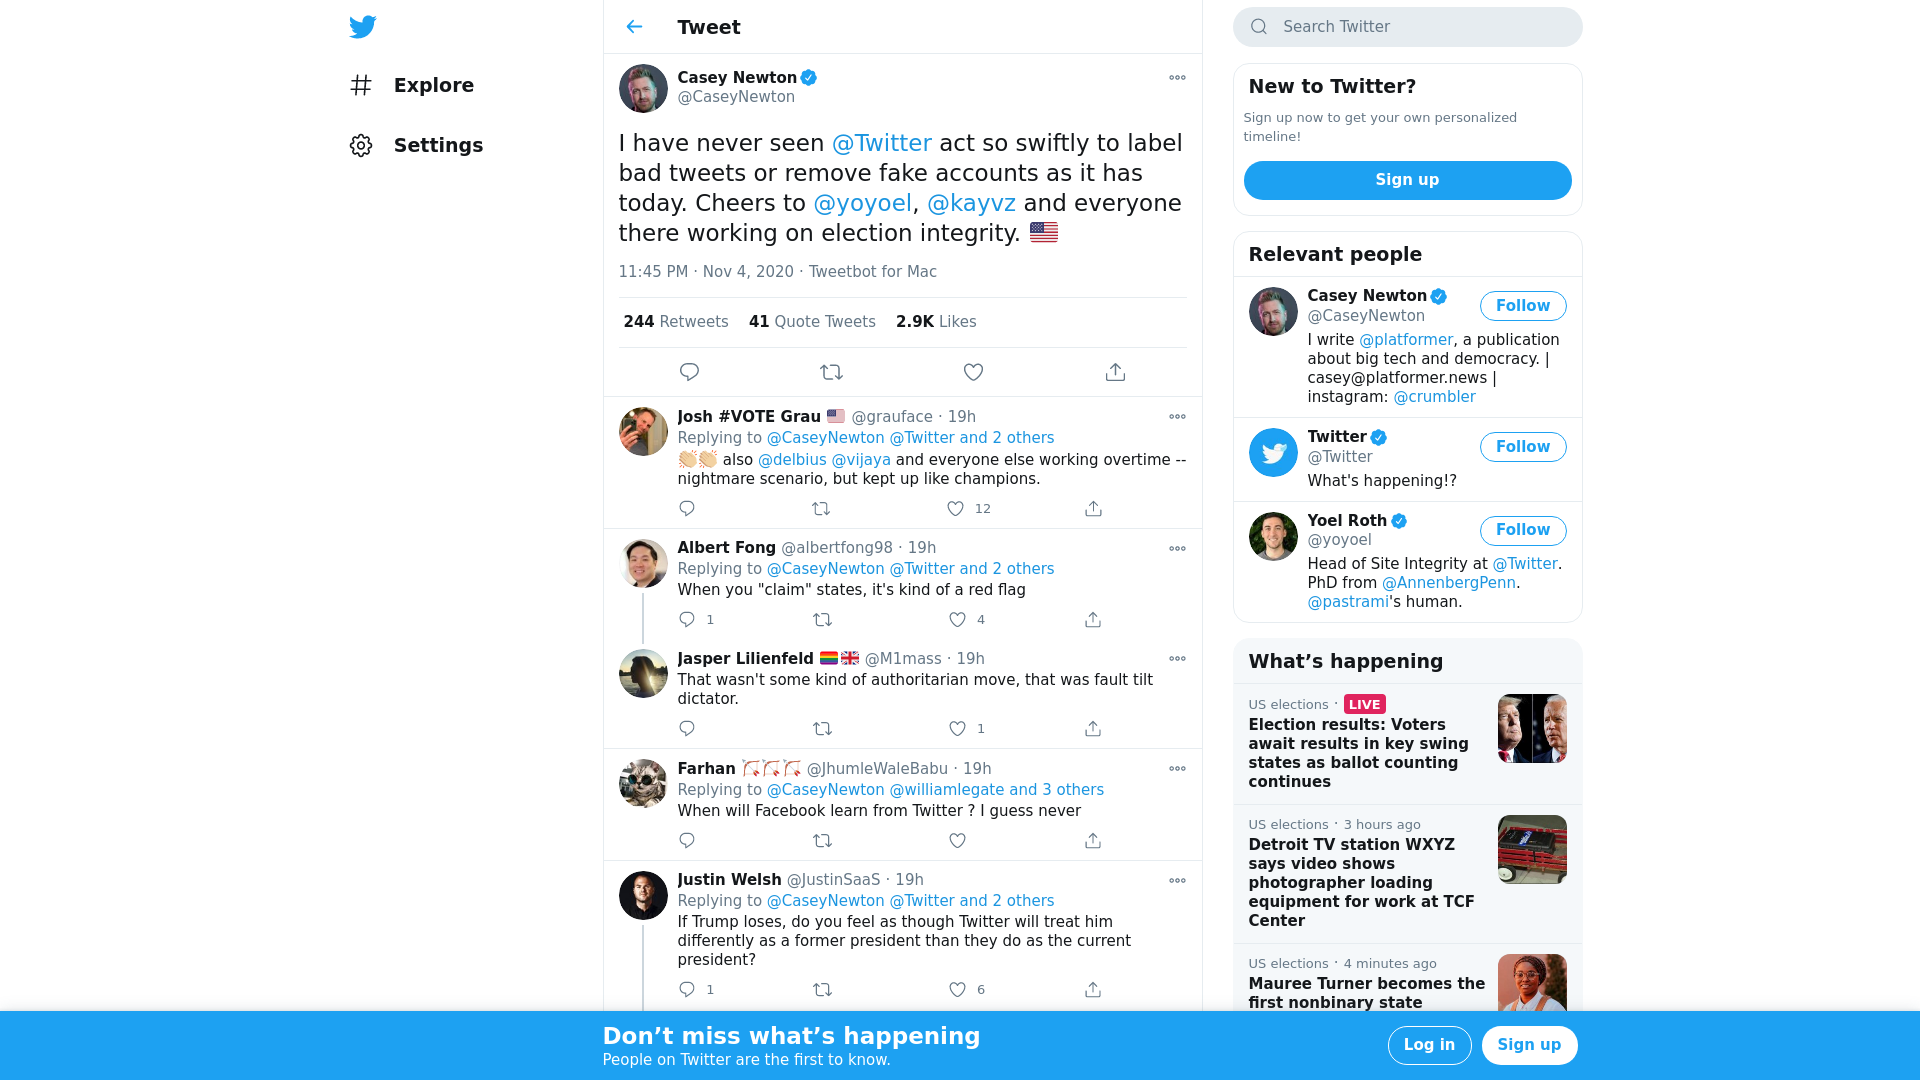 Explore
Settings
Tweet
Casey Newton
@CaseyNewton
I have never seen @Twitter act so swiftly to label
bad tweets or remove fake accounts as it has
today. Cheers to @yoyoel, @kayvz and everyone
there working on election integrity. 🇺🇸
11:45 PM · Nov 4, 2020 · Tweetbot for Mac
244 Retweets 41 Quote Tweets 2.9K Likes
Josh #VOTE Grau 🇺🇸 @grauface · 19h
Replying to @CaseyNewton @Twitter and 2 others
👏🏼👏🏼 also @delbius @vijaya and everyone else working overtime --
nightmare scenario, but kept up like champions.
12
Albert Fong @albertfong98 · 19h
Replying to @CaseyNewton @Twitter and 2 others
When you "claim" states, it's kind of a red flag
1 4
Jasper Lilienfeld 🏳️‍🌈🇬🇧 @M1mass · 19h
That wasn't some kind of authoritarian move, that was fault tilt
dictator.
1
Farhan 🏹🏹🏹 @JhumleWaleBabu · 19h
Replying to @CaseyNewton @williamlegate and 3 others
When will Facebook learn from Twitter ? I guess never
Justin Welsh @JustinSaaS · 19h
Replying to @CaseyNewton @Twitter and 2 others
If Trump loses, do you feel as though Twitter will treat him
differently as a former president than they do as the current
president?
1 6
Search Twitter
New to Twitter?
Sign up now to get your own personalized
timeline!
Sign up
Relevant people
Casey Newton
@CaseyNewton
Follow
I write @platformer, a publication
about big tech and democracy. |
casey@platformer.news |
instagram: @crumbler
Twitter
@Twitter
Follow
What's happening!?
Yoel Roth
@yoyoel
Follow
Head of Site Integrity at @Twitter.
PhD from @AnnenbergPenn.
@pastrami's human.
What’s happening
US elections · LIVE
Election results: Voters
await results in key swing
states as ballot counting
continues
US elections · 3 hours ago
Detroit TV station WXYZ
says video shows
photographer loading
equipment for work at TCF
Center
US elections · 4 minutes ago
Mauree Turner becomes the
first nonbinary state
Don’t miss what’s happening
People on Twitter are the first to know.
Log in
Sign up